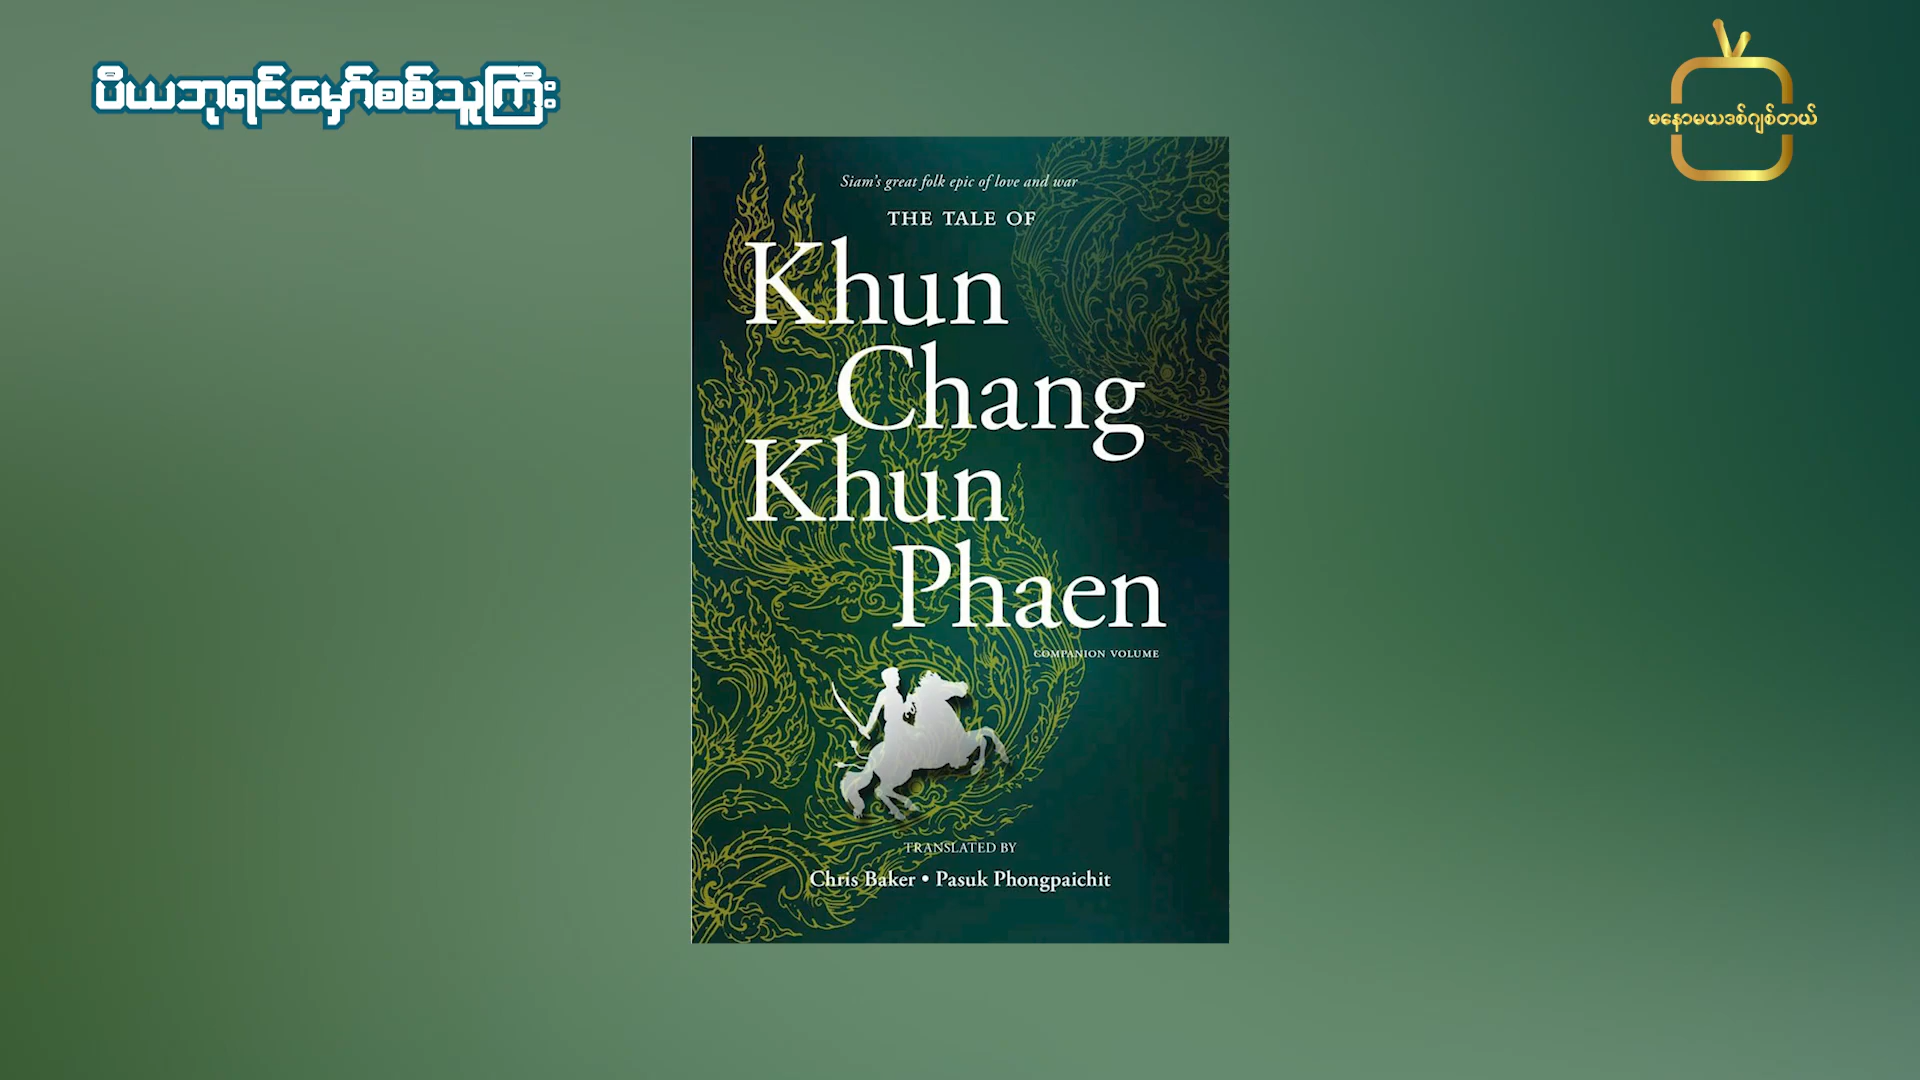 ပီယဘုရင်မှော်စစ်သူကြီး
မနောမယဒစ်ဂျစ်တယ်
Siam's great folk epic of love and war
THE TALE OF
Khun
Chang
Khun
Phaen
COMPANION VOLUME
TRANSLATED BY
Chris Baker • Pasuk Phongpaichit